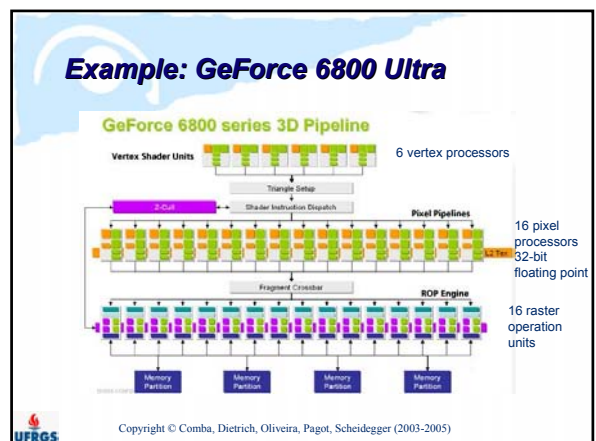 Example: GeForce 6800 Ultra
GeForce 6800 series 3D Pipeline
Vertex Shader Units
6 vertex processors
Triangle Setup
Z-Cull
Shader Instruction Dispatch
Pixel Pipelines
16 pixel
processors
32-bit
floating point
L2 Tex
Fragment Crossbar
ROP Engine
16 raster
operation
units
Memory
Partition
Memory
Partition
Memory
Partition
Memory
Partition
UFRGS
Copyright © Comba, Dietrich, Oliveira, Pagot, Scheidegger (2003-2005)